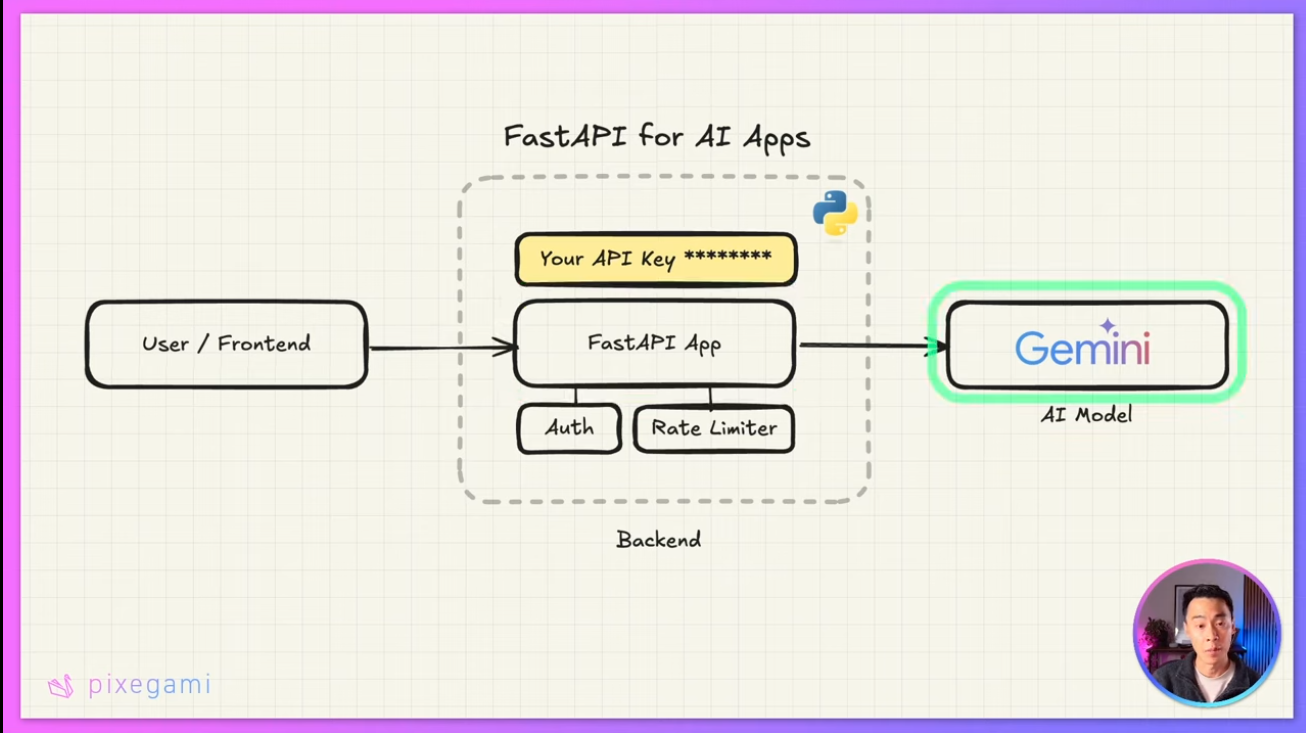 FastAPI for AI Apps
Your API Key ********
User / Frontend
FastAPI App
Gemini
Auth
Rate Limiter
AI Model
Backend
pixegami